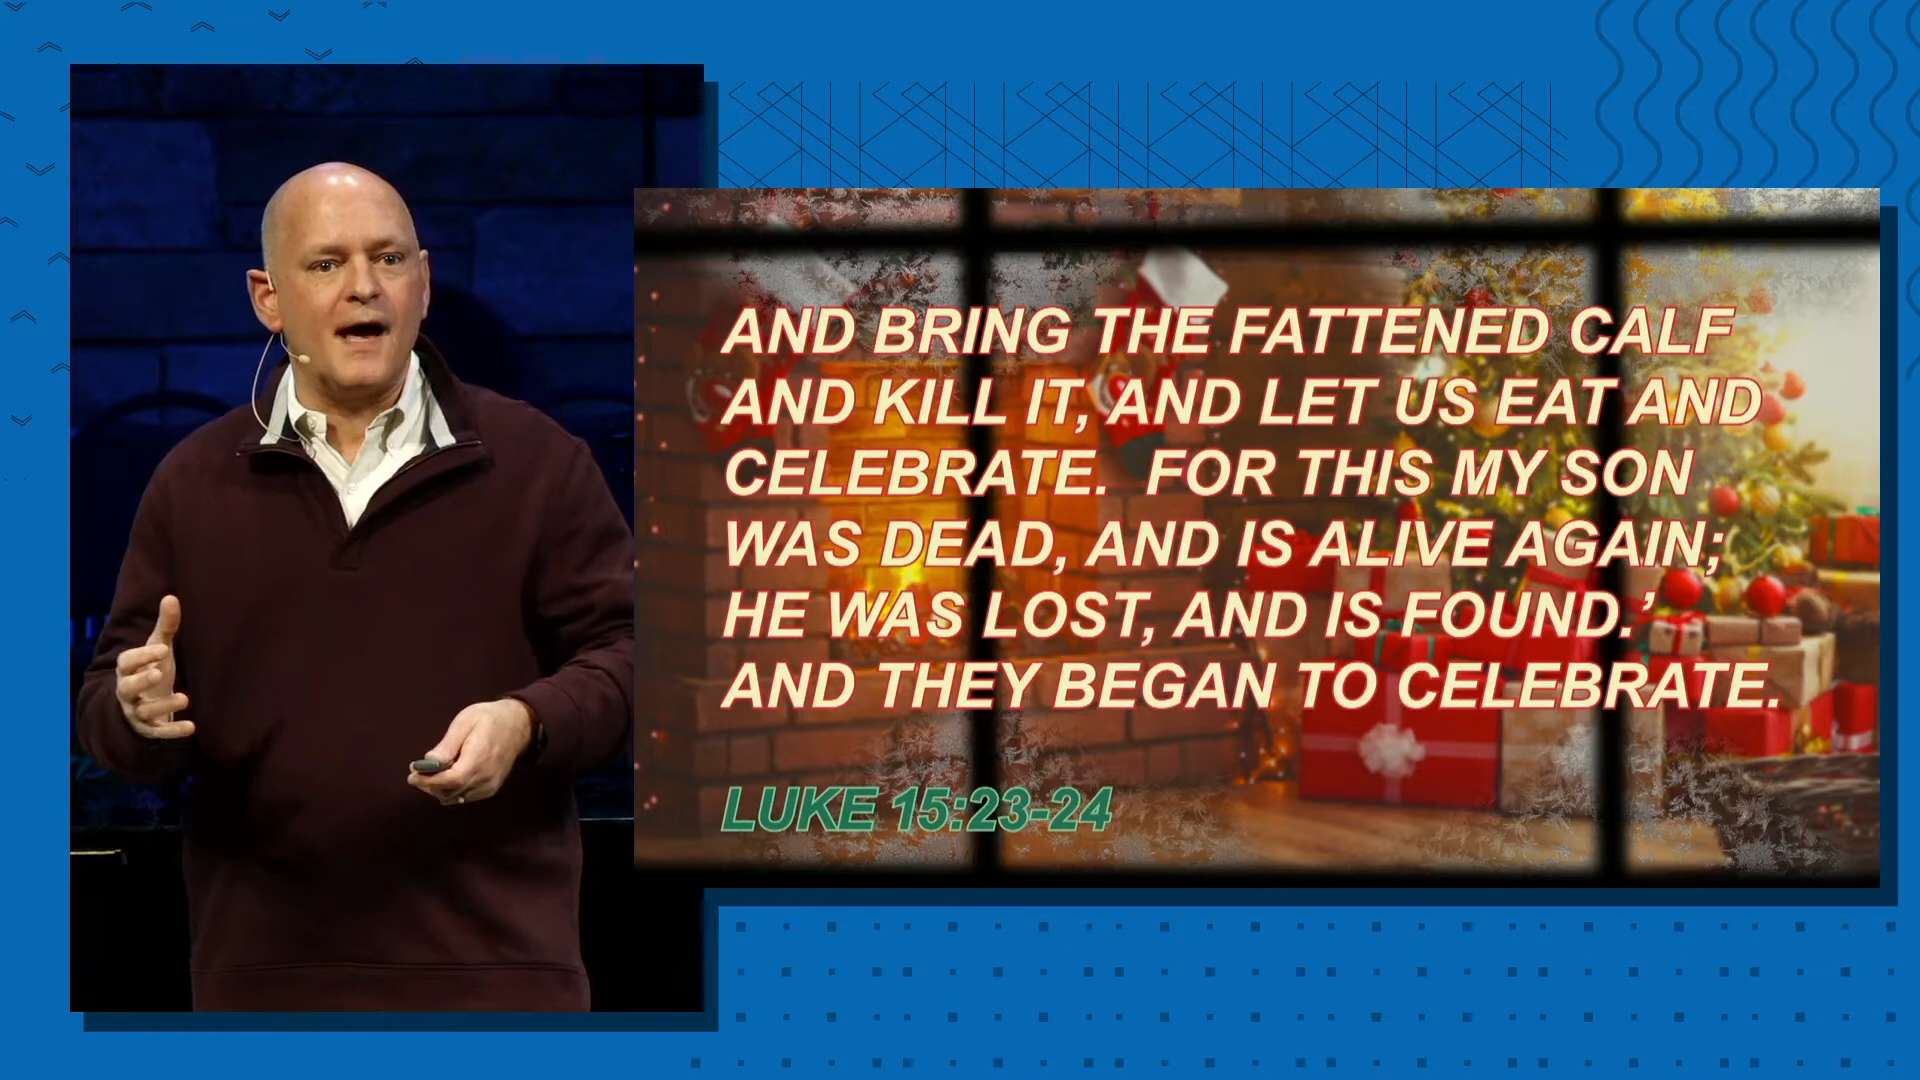 AND BRING THE FATTENED CALF
AND KILL IT, AND LET US EAT AND
CELEBRATE.  FOR THIS MY SON
WAS DEAD, AND IS ALIVE AGAIN;
HE WAS LOST, AND IS FOUND.’
AND THEY BEGAN TO CELEBRATE.
LUKE 15:23-24